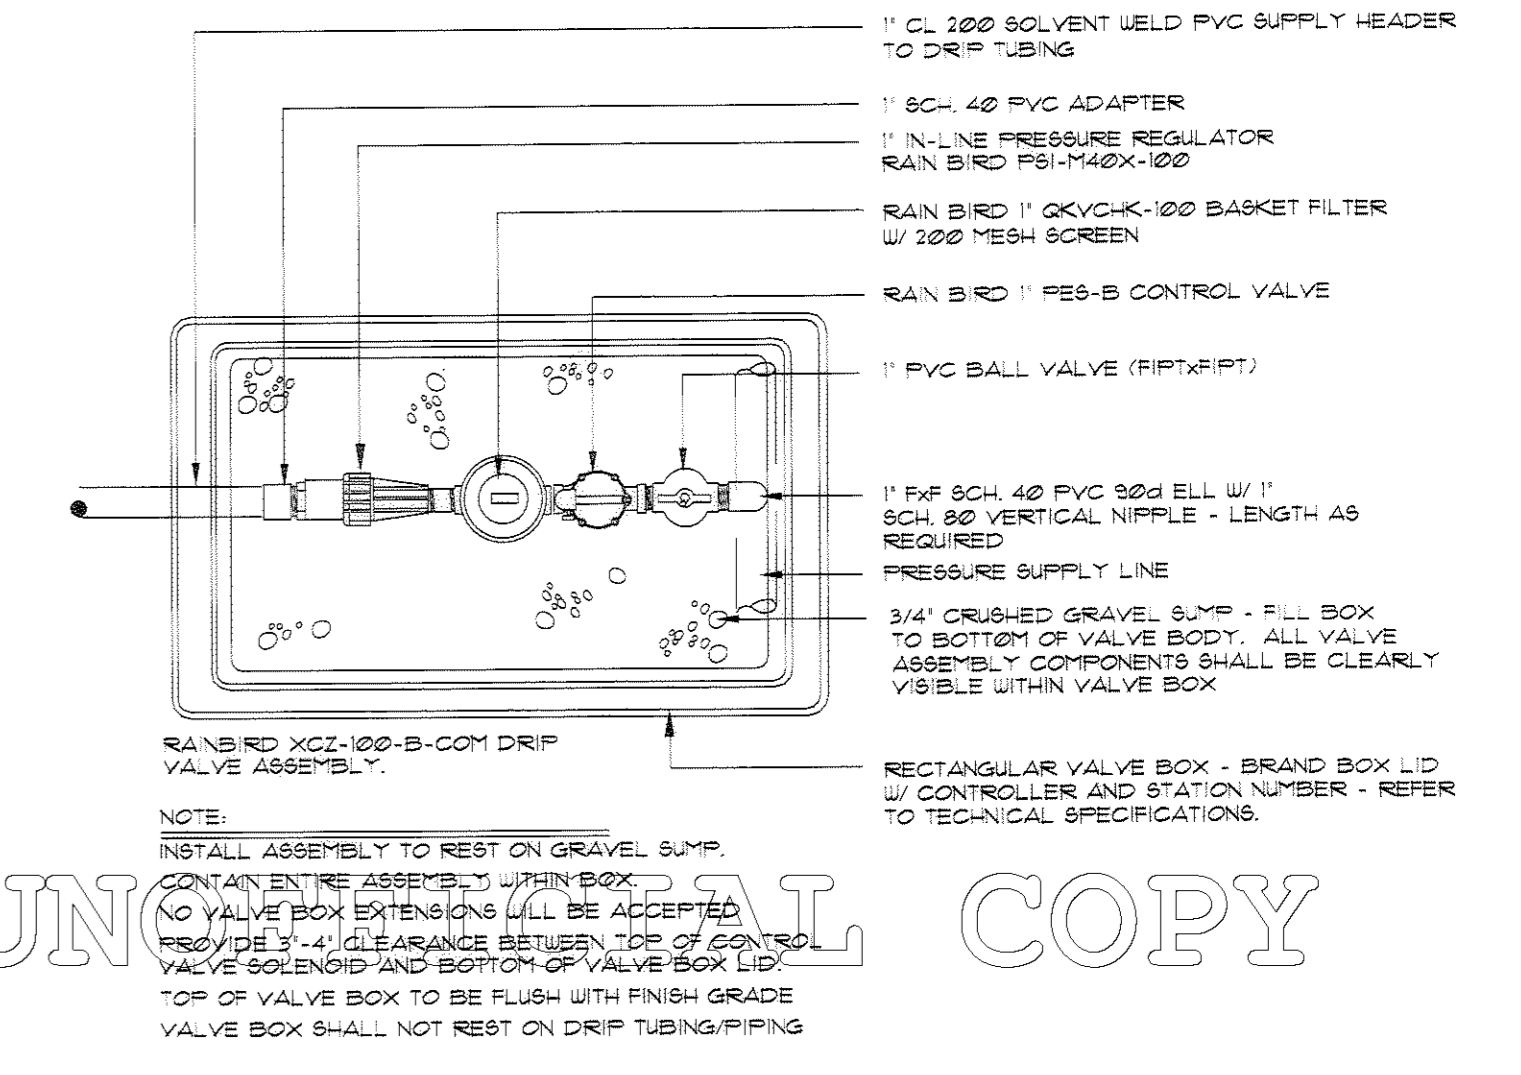 1" CL 200 SOLVENT WELD PVC SUPPLY HEADER
TO DRIP TUBING
1" SCH. 40 PVC ADAPTER
1" IN-LINE PRESSURE REGULATOR
RAIN BIRD PSI-M40X-100
RAIN BIRD 1" QKVCHK-100 BASKET FILTER
W/ 200 MESH SCREEN
RAIN BIRD 1" PES-B CONTROL VALVE
1" PVC BALL VALVE (FIPTxFIPT)
1" FxF SCH. 40 PVC 90d ELL W/ 1"
SCH. 80 VERTICAL NIPPLE - LENGTH AS
REQUIRED
PRESSURE SUPPLY LINE
3/4" CRUSHED GRAVEL SUMP - FILL BOX
TO BOTTOM OF VALVE BODY. ALL VALVE
ASSEMBLY COMPONENTS SHALL BE CLEARLY
VISIBLE WITHIN VALVE BOX
RECTANGULAR VALVE BOX - BRAND BOX LID
W/ CONTROLLER AND STATION NUMBER - REFER
TO TECHNICAL SPECIFICATIONS.
RAINBIRD XCZ-100-B-COM DRIP
VALVE ASSEMBLY.
NOTE:
INSTALL ASSEMBLY TO REST ON GRAVEL SUMP.
CONTAIN ENTIRE ASSEMBLY WITHIN BOX.
NO VALVE BOX EXTENSIONS WILL BE ACCEPTED
PROVIDE 3"-4" CLEARANCE BETWEEN TOP OF CONTROL
VALVE SOLENOID AND BOTTOM OF VALVE BOX LID.
TOP OF VALVE BOX TO BE FLUSH WITH FINISH GRADE
VALVE BOX SHALL NOT REST ON DRIP TUBING/PIPING
UNOFFICIAL COPY